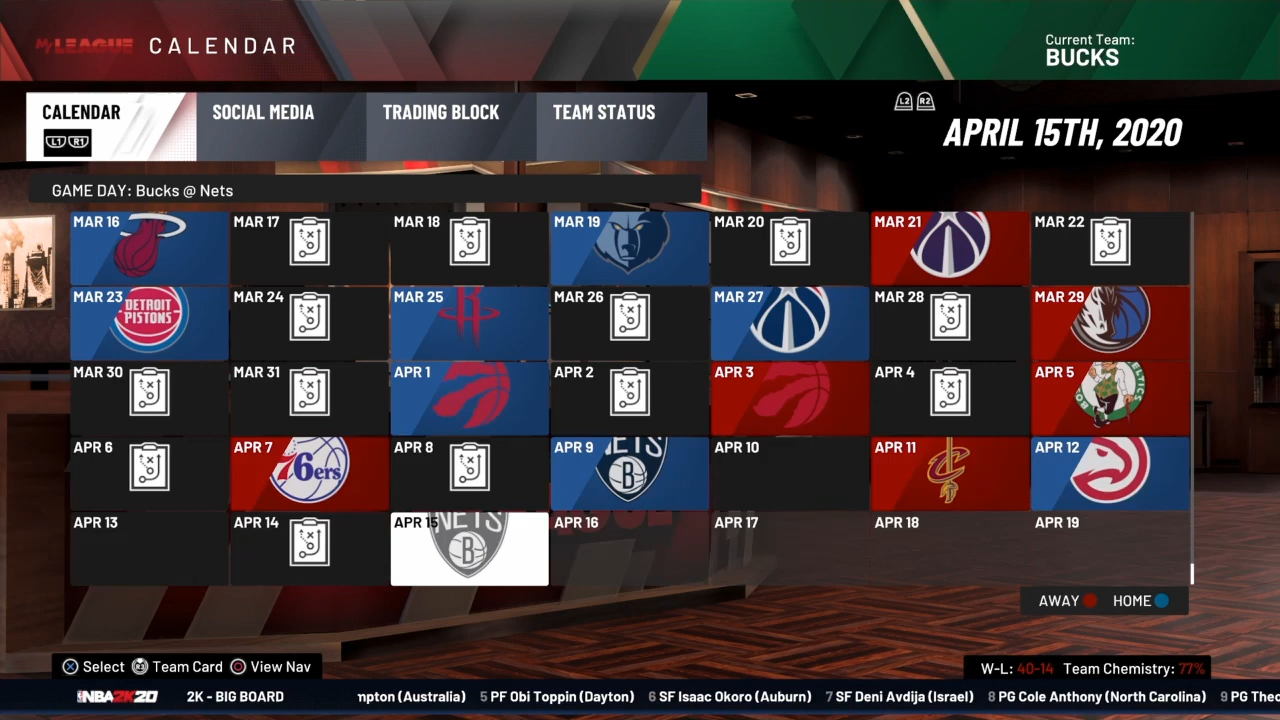 MyLEAGUE CALENDAR
Current Team:
BUCKS
CALENDAR SOCIAL MEDIA TRADING BLOCK TEAM STATUS
L1 R1
L2 R2
APRIL 15TH, 2020
GAME DAY: Bucks @ Nets
MAR 16 MAR 17 MAR 18 MAR 19 MAR 20 MAR 21 MAR 22
MAR 23 MAR 24 MAR 25 MAR 26 MAR 27 MAR 28 MAR 29
DETROIT
PISTONS
R
MAR 30 MAR 31 APR 1 APR 2 APR 3 APR 4 APR 5
CELTICS
APR 6 APR 7 APR 8 APR 9 APR 10 APR 11 APR 12
76ers
NETS
B
C
APR 13 APR 14 APR 15 APR 16 APR 17 APR 18 APR 19
NETS
B
AWAY HOME
Select R3 Team Card View Nav
W-L: 40-14 Team Chemistry: 77%
NBA 2K20 2K - BIG BOARD mpton (Australia) 5 PF Obi Toppin (Dayton) 6 SF Isaac Okoro (Auburn) 7 SF Deni Avdija (Israel) 8 PG Cole Anthony (North Carolina) 9 PG Theo